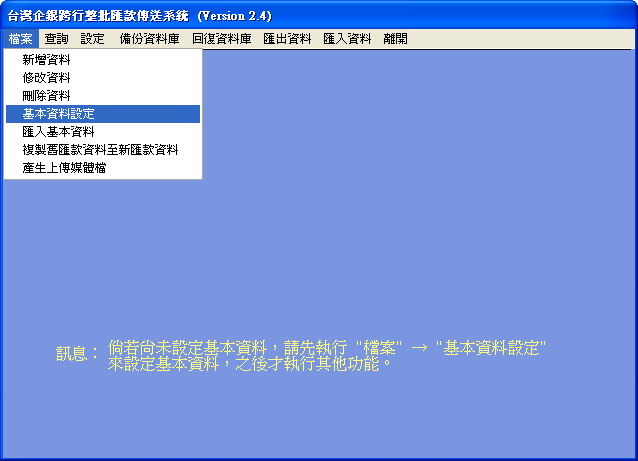 台灣企銀跨行整批匯款傳送系統 (Version 2.4)
檔案 查詢 設定 備份資料庫 回復資料庫 匯出資料 匯入資料 離開
新增資料
修改資料
刪除資料
基本資料設定
匯入基本資料
複製舊匯款資料至新匯款資料
產生上傳媒體檔
訊息： 倘若尚未設定基本資料，請先執行 "檔案" → "基本資料設定"
來設定基本資料，之後才執行其他功能。